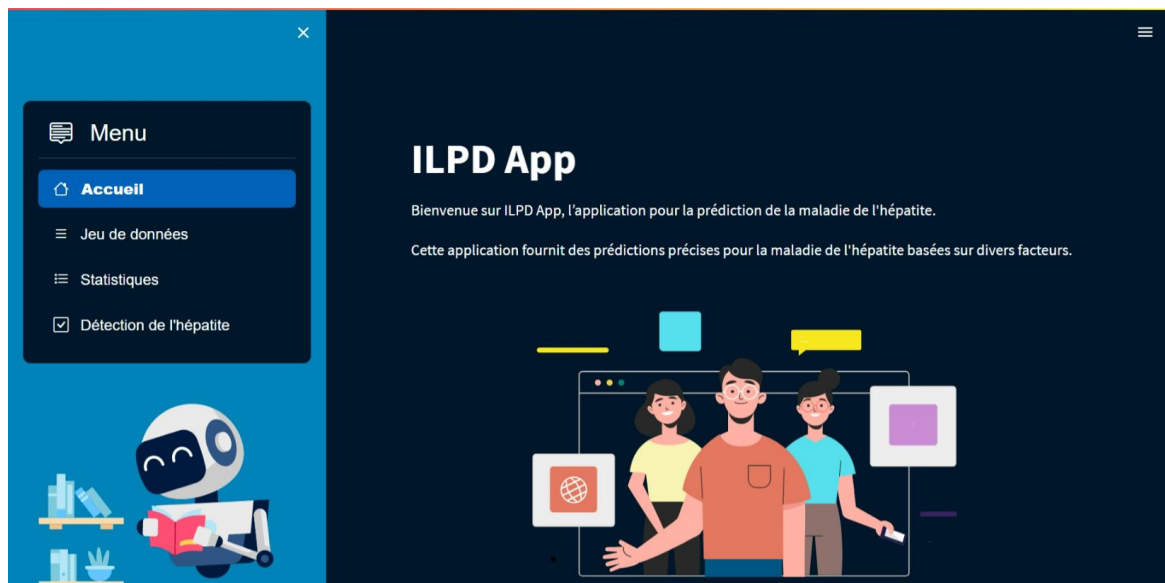 Menu
Accueil
Jeu de données
Statistiques
Détection de l'hépatite
ILPD App
Bienvenue sur ILPD App, l'application pour la prédiction de la maladie de l'hépatite.
Cette application fournit des prédictions précises pour la maladie de l'hépatite basées sur divers facteurs.